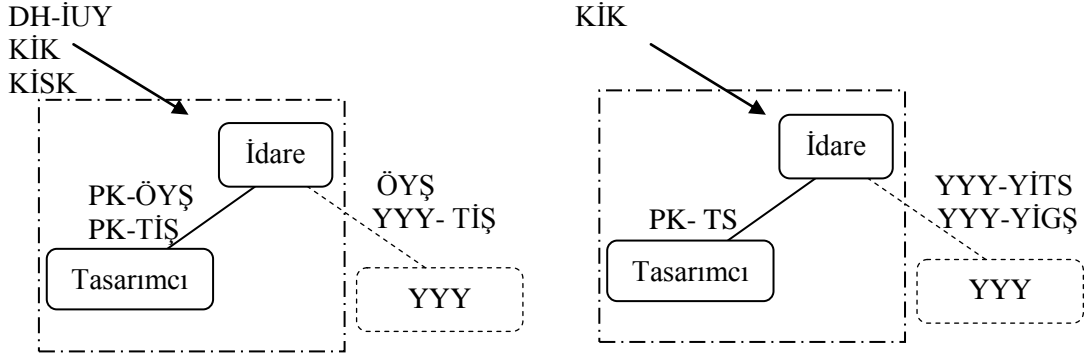 DH-İUY
KİK
KİSK
İdare
PK-ÖYŞ
PK-TİŞ
ÖYŞ
YYY- TİŞ
Tasarımcı
YYY
KİK
İdare
PK- TS
YYY-YİTS
YYY-YİGŞ
Tasarımcı
YYY